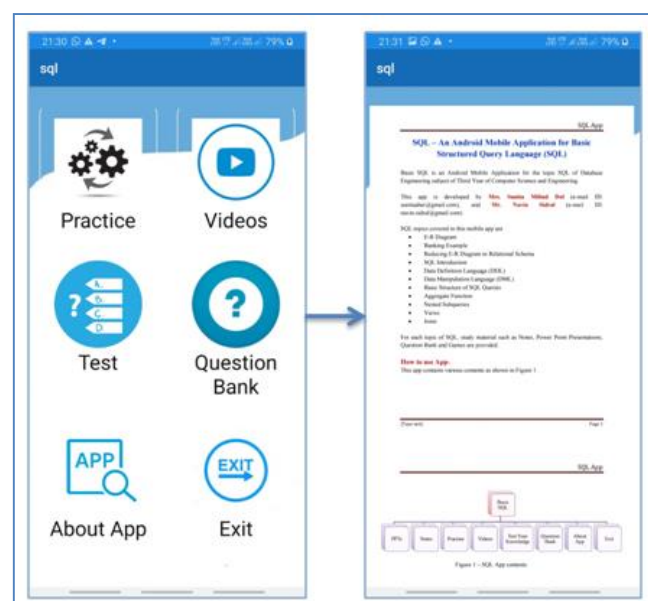 21:30
79%
sql
Practice
Videos
? A.
B.
C.
D.
?
Test
Question
Bank
APP
EXIT
About App
Exit
21:31
79%
sql
SQL App
SQL – An Android Mobile Application for Basic
Structured Query Language (SQL)
Basic SQL is an Android Mobile Application for the topic SQL of Database
Engineering subject of Third Year of Computer Science and Engineering.
This app is developed by Mrs. (e-mail ID
and Mr. Navin (e-mail ID
SQL topics covered in this mobile app are
• E-R Diagram
• Banking Example
• Reducing E-R Diagram to Relational Schema
• SQL Introduction
• Data Definition Language (DDL)
• Data Manipulation Language (DML)
• Basic Structure of SQL Queries
• Aggregate Function
• Nested Subqueries
• Views
• Joins
For each topic of SQL, study material such as Notes, Power Point Presentations,
Question Bank and Games are provided.
How to use App.
This app contains various contents as shown in Figure 1
[Type text] Page 1
SQL App
Basic
SQL
PPTs Notes Practice Videos Test Your
Knowledge Question
Bank About
App Exit
Figure 1 – SQL App contents